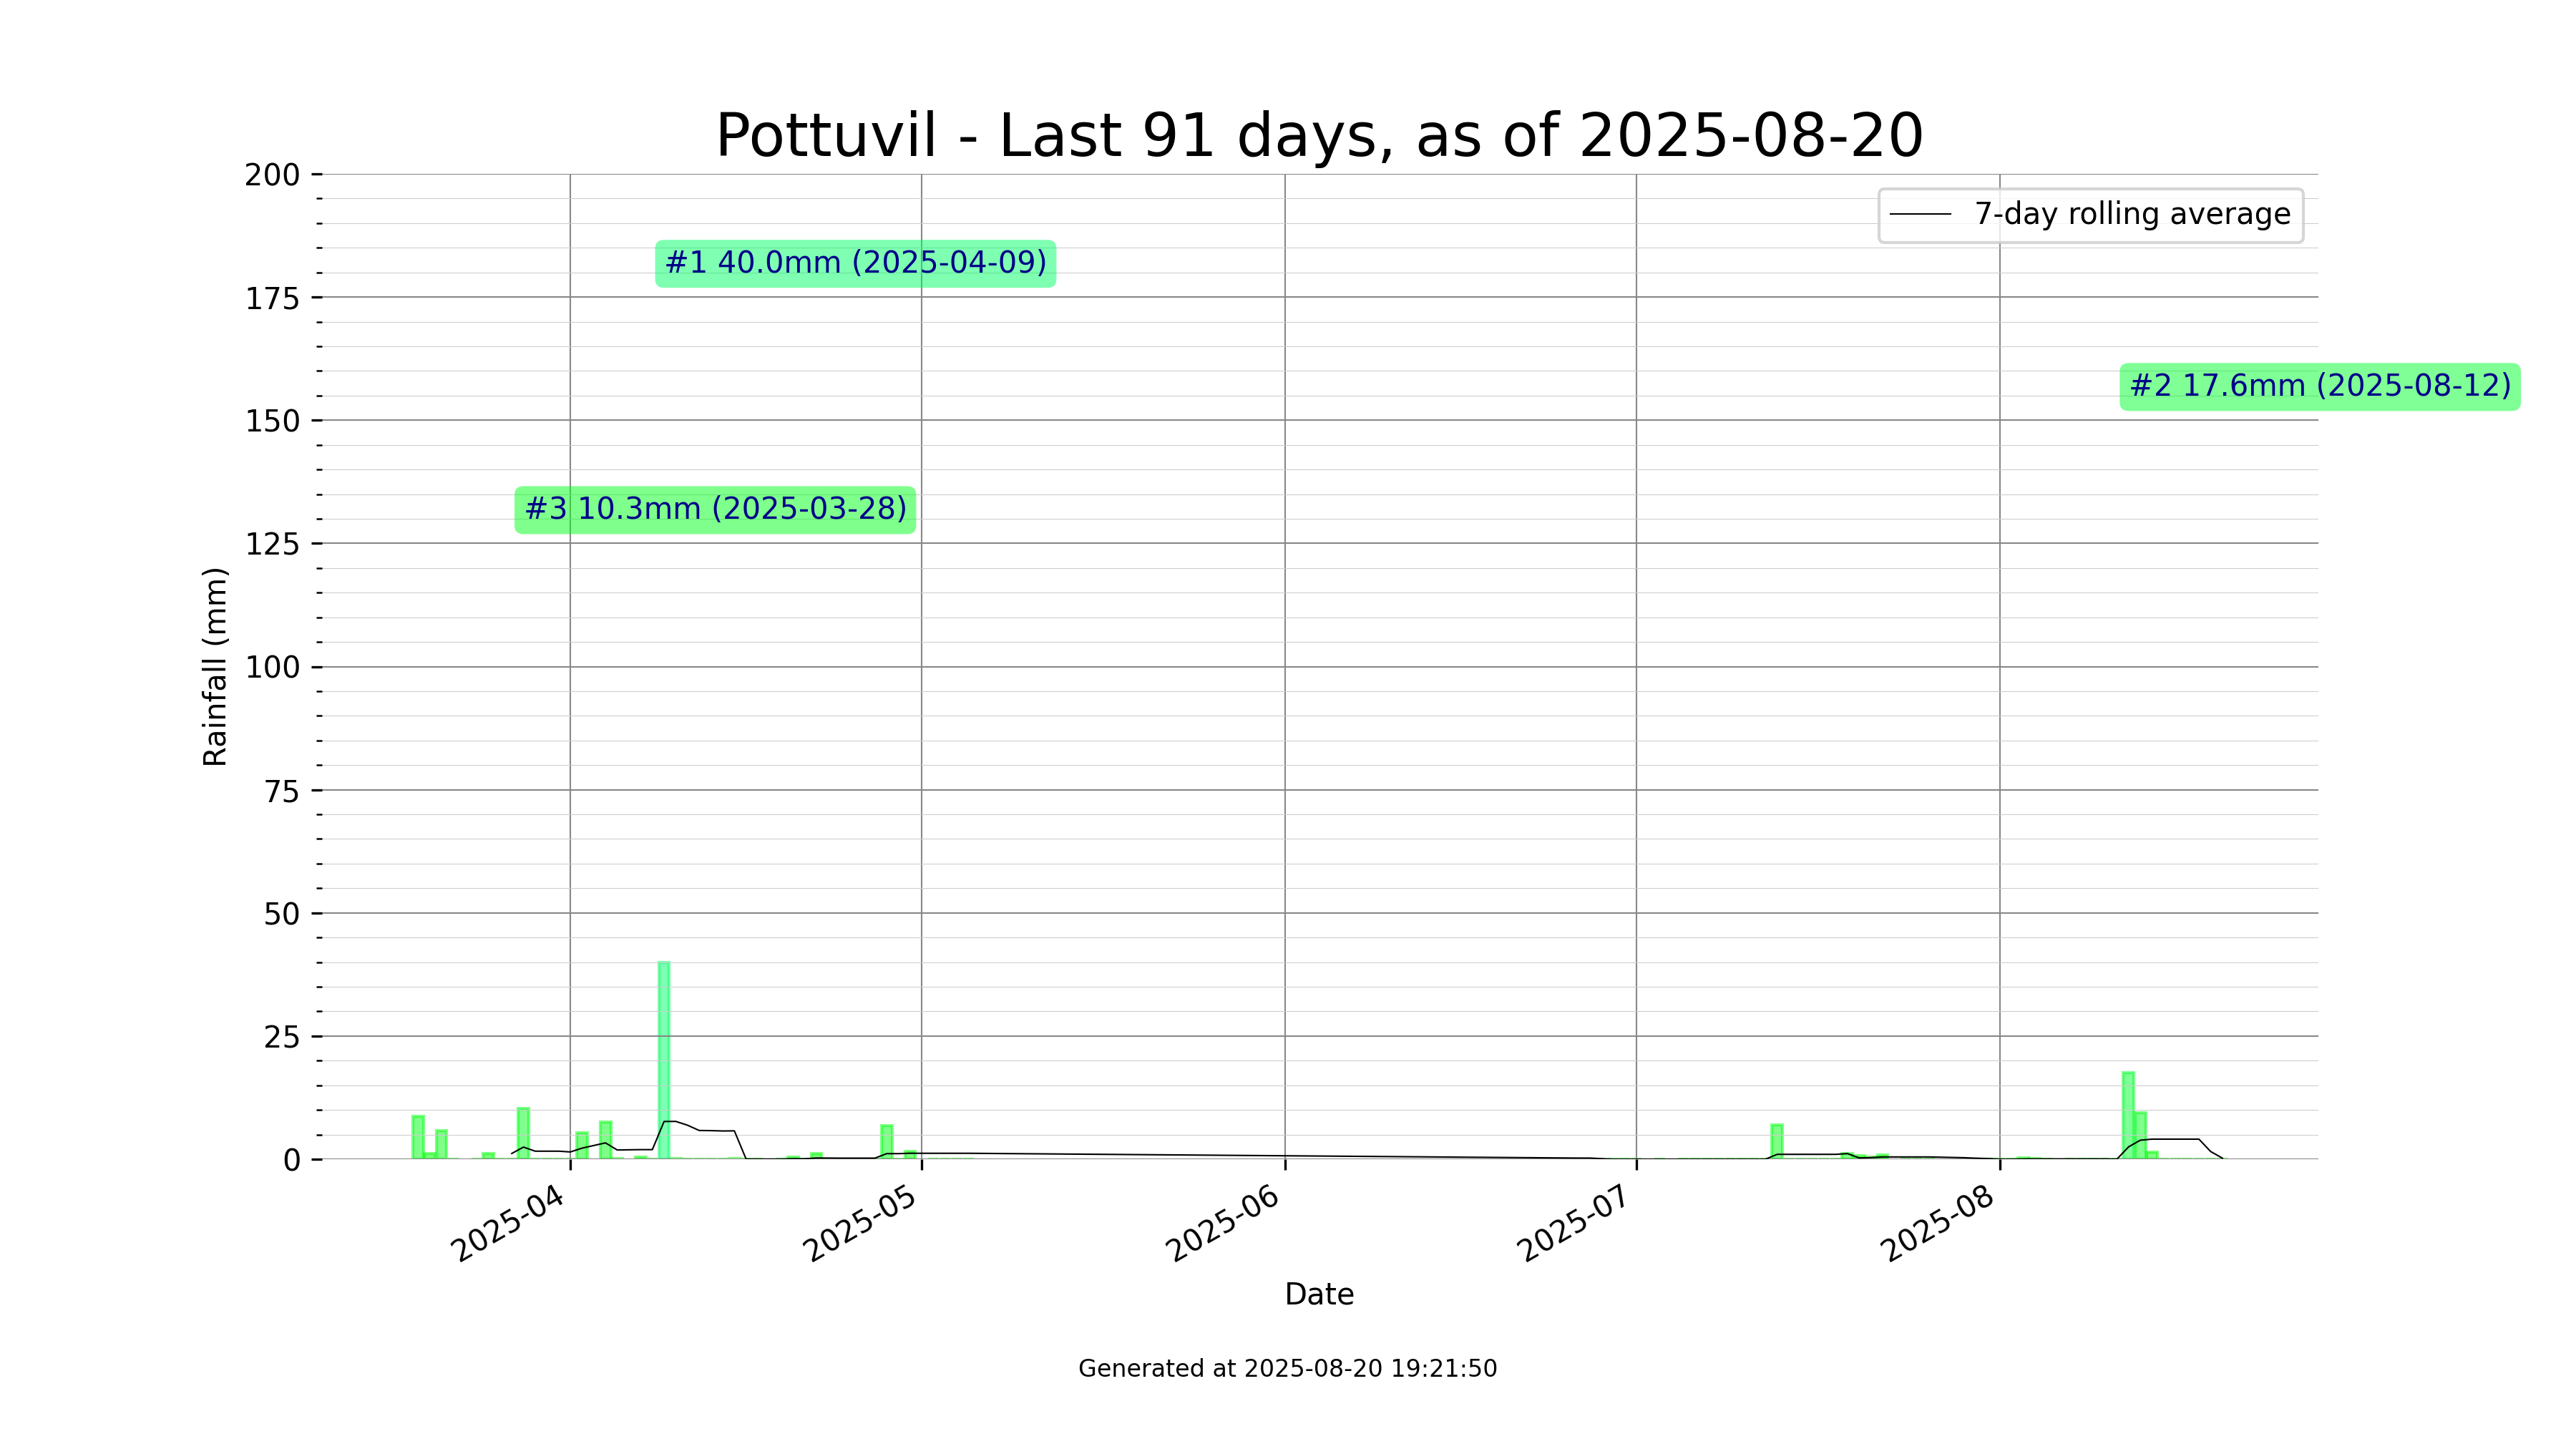 Pottuvil - Last 91 days, as of 2025-08-20
200
175
150
125
100
75
50
25
0
Rainfall (mm)
7-day rolling average
#1 40.0mm (2025-04-09)
#2 17.6mm (2025-08-12)
#3 10.3mm (2025-03-28)
2025-04
2025-05
2025-06
2025-07
2025-08
Date
Generated at 2025-08-20 19:21:50